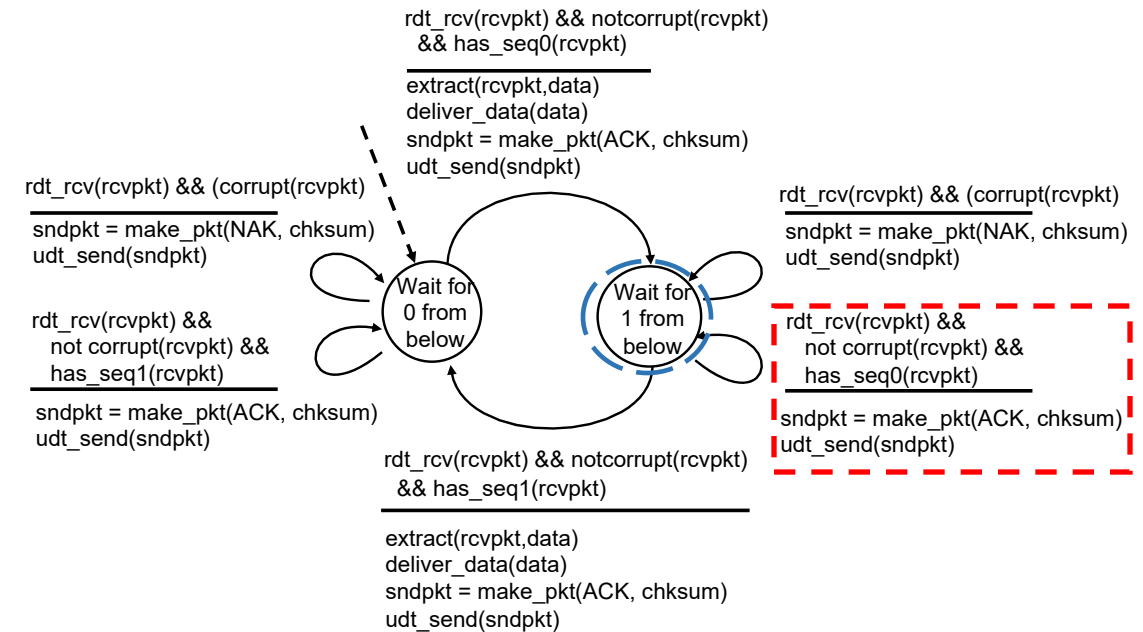 rdt_rcv(rcvpkt) && notcorrupt(rcvpkt)
&& has_seq0(rcvpkt)
extract(rcvpkt,data)
deliver_data(data)
sndpkt = make_pkt(ACK, chksum)
udt_send(sndpkt)
rdt_rcv(rcvpkt) && (corrupt(rcvpkt)
sndpkt = make_pkt(NAK, chksum)
udt_send(sndpkt)
rdt_rcv(rcvpkt) &&
not corrupt(rcvpkt) &&
has_seq1(rcvpkt)
sndpkt = make_pkt(ACK, chksum)
udt_send(sndpkt)
Wait for
0 from
below
Wait for
1 from
below
rdt_rcv(rcvpkt) && (corrupt(rcvpkt)
sndpkt = make_pkt(NAK, chksum)
udt_send(sndpkt)
rdt_rcv(rcvpkt) &&
not corrupt(rcvpkt) &&
has_seq0(rcvpkt)
sndpkt = make_pkt(ACK, chksum)
udt_send(sndpkt)
rdt_rcv(rcvpkt) && notcorrupt(rcvpkt)
&& has_seq1(rcvpkt)
extract(rcvpkt,data)
deliver_data(data)
sndpkt = make_pkt(ACK, chksum)
udt_send(sndpkt)